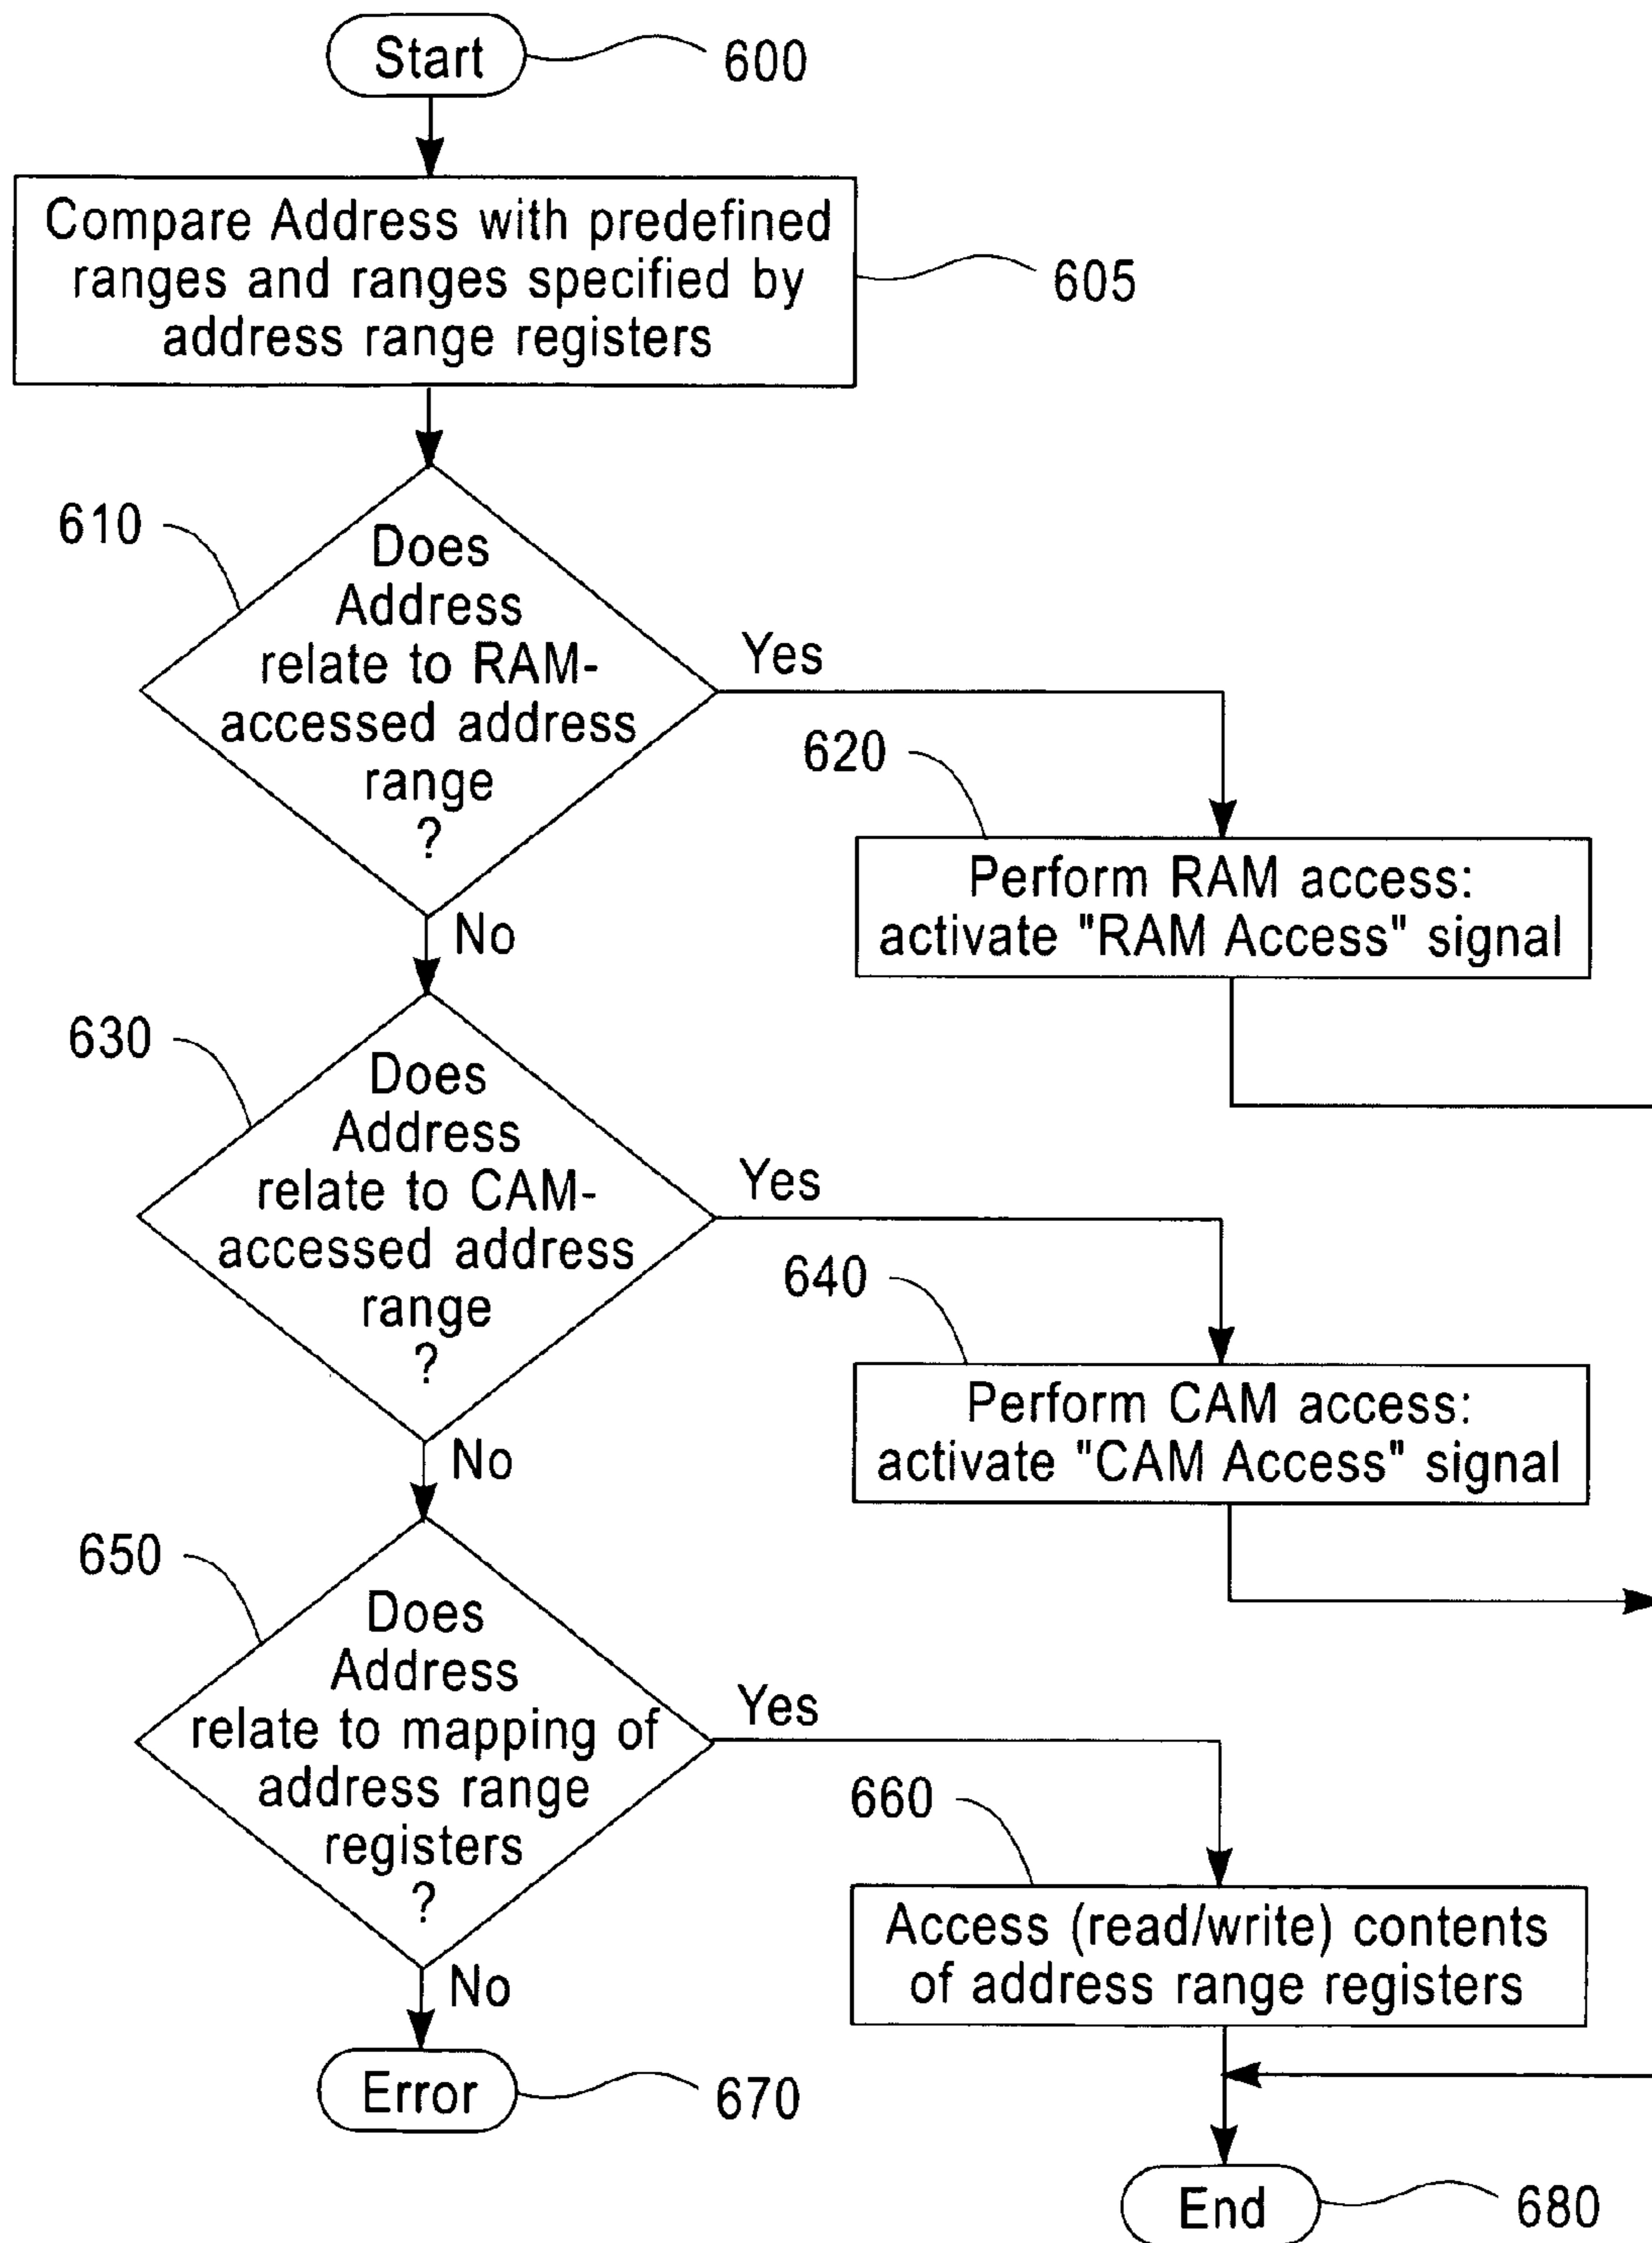 Start
600
Compare Address with predefined
ranges and ranges specified by
address range registers
605
610
Does
Address
relate to RAM-
accessed address
range
?
Yes
No
620
Perform RAM access:
activate "RAM Access" signal
630
Does
Address
relate to CAM-
accessed address
range
?
Yes
No
640
Perform CAM access:
activate "CAM Access" signal
650
Does
Address
relate to mapping of
address range
registers
?
Yes
No
660
Access (read/write) contents
of address range registers
Error
670
End
680